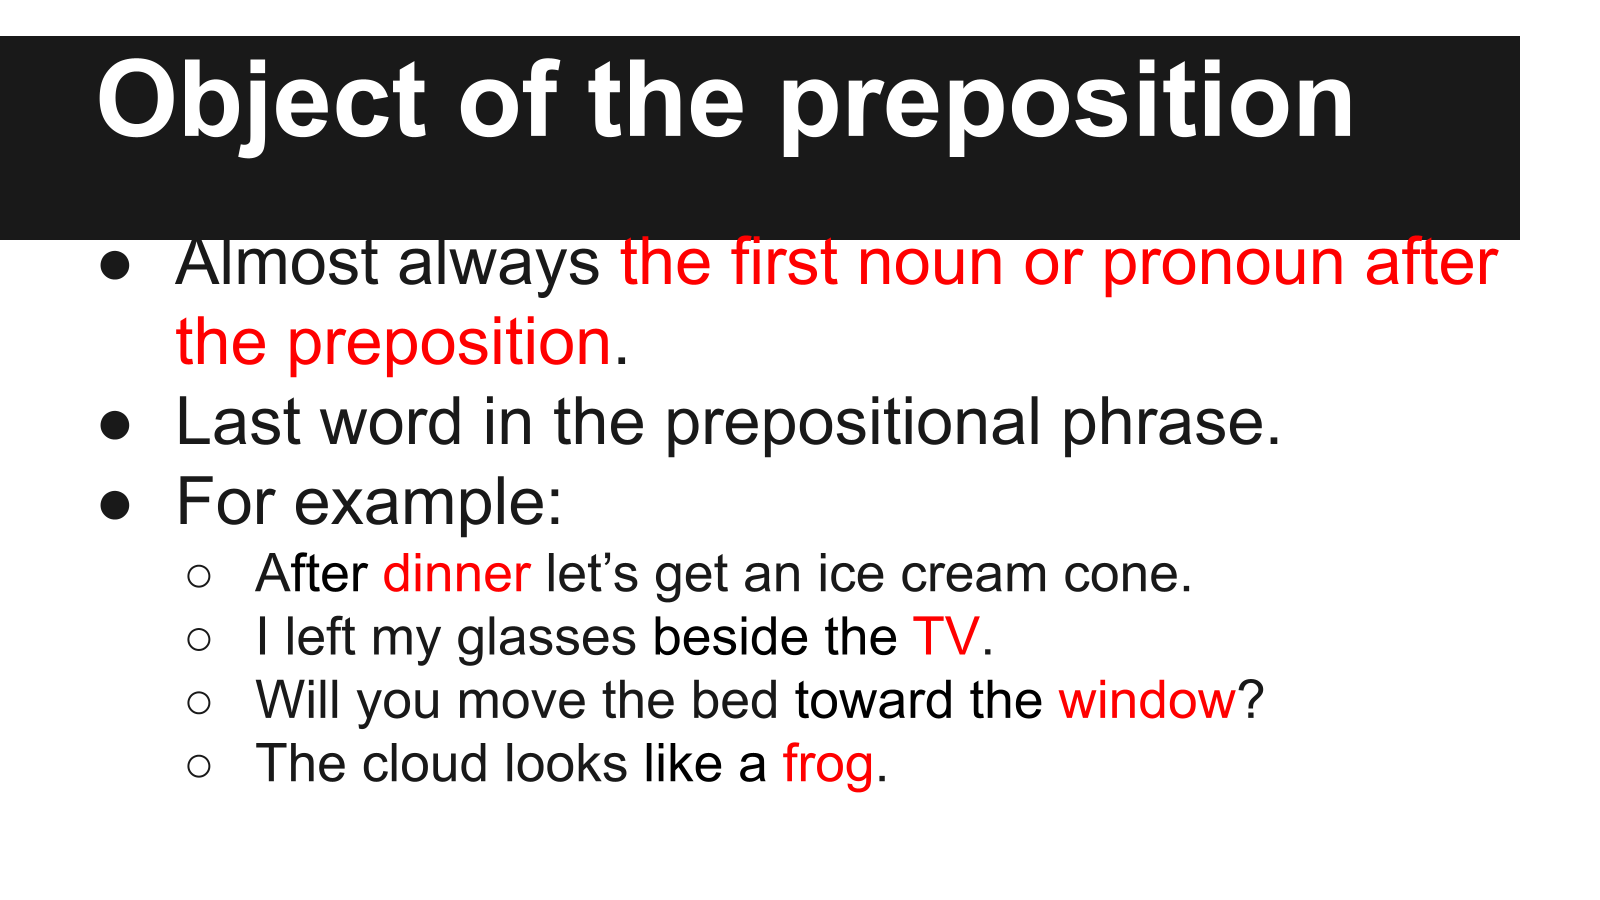 Object of the preposition
● Almost always the first noun or pronoun after
the preposition.
● Last word in the prepositional phrase.
● For example:
○ After dinner let’s get an ice cream cone.
○ I left my glasses beside the TV.
○ Will you move the bed toward the window?
○ The cloud looks like a frog.